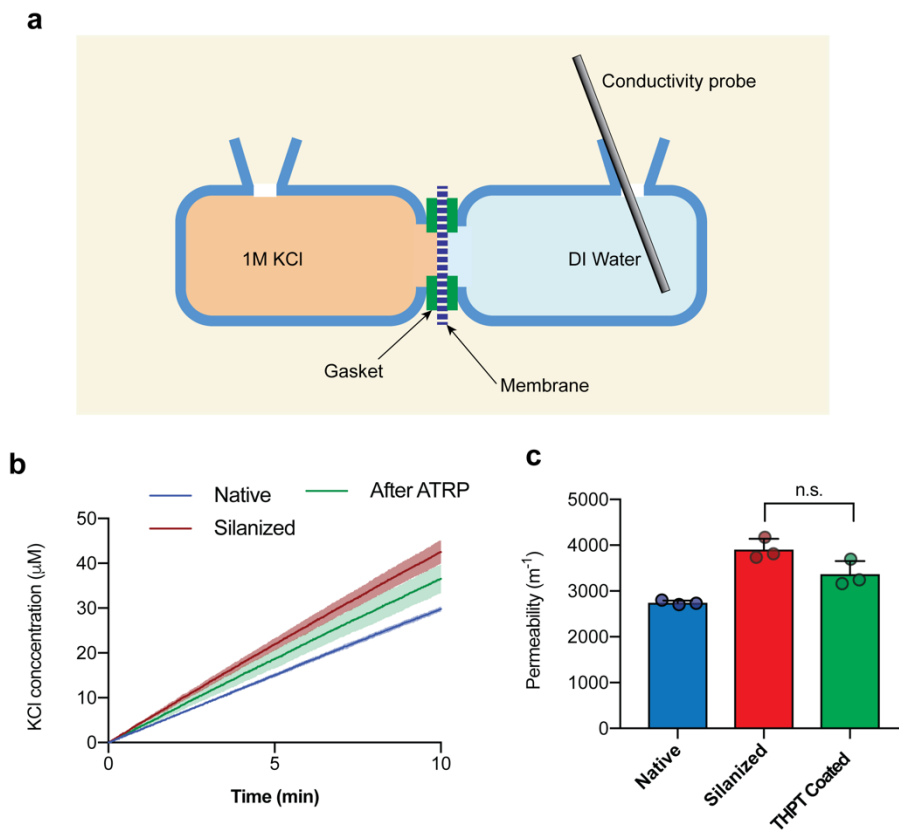 a
Conductivity probe
1M KCl
DI Water
Gasket
Membrane
b
Native
After ATRP
Silanized
KCl conccentration (μM)
50
40
30
20
10
0
0
5
10
Time (min)
c
n.s.
Permeability (m⁻¹)
5000
4000
3000
2000
1000
0
Native
Silanized
THPT Coated